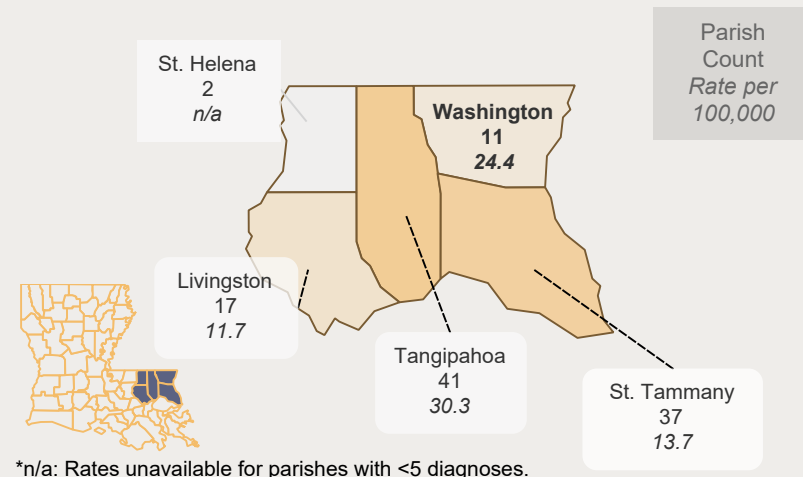 Parish
Count
Rate per
100,000
St. Helena
2
n/a
Washington
11
24.4
Livingston
17
11.7
Tangipahoa
41
30.3
St. Tammany
37
13.7
*n/a: Rates unavailable for parishes with <5 diagnoses.